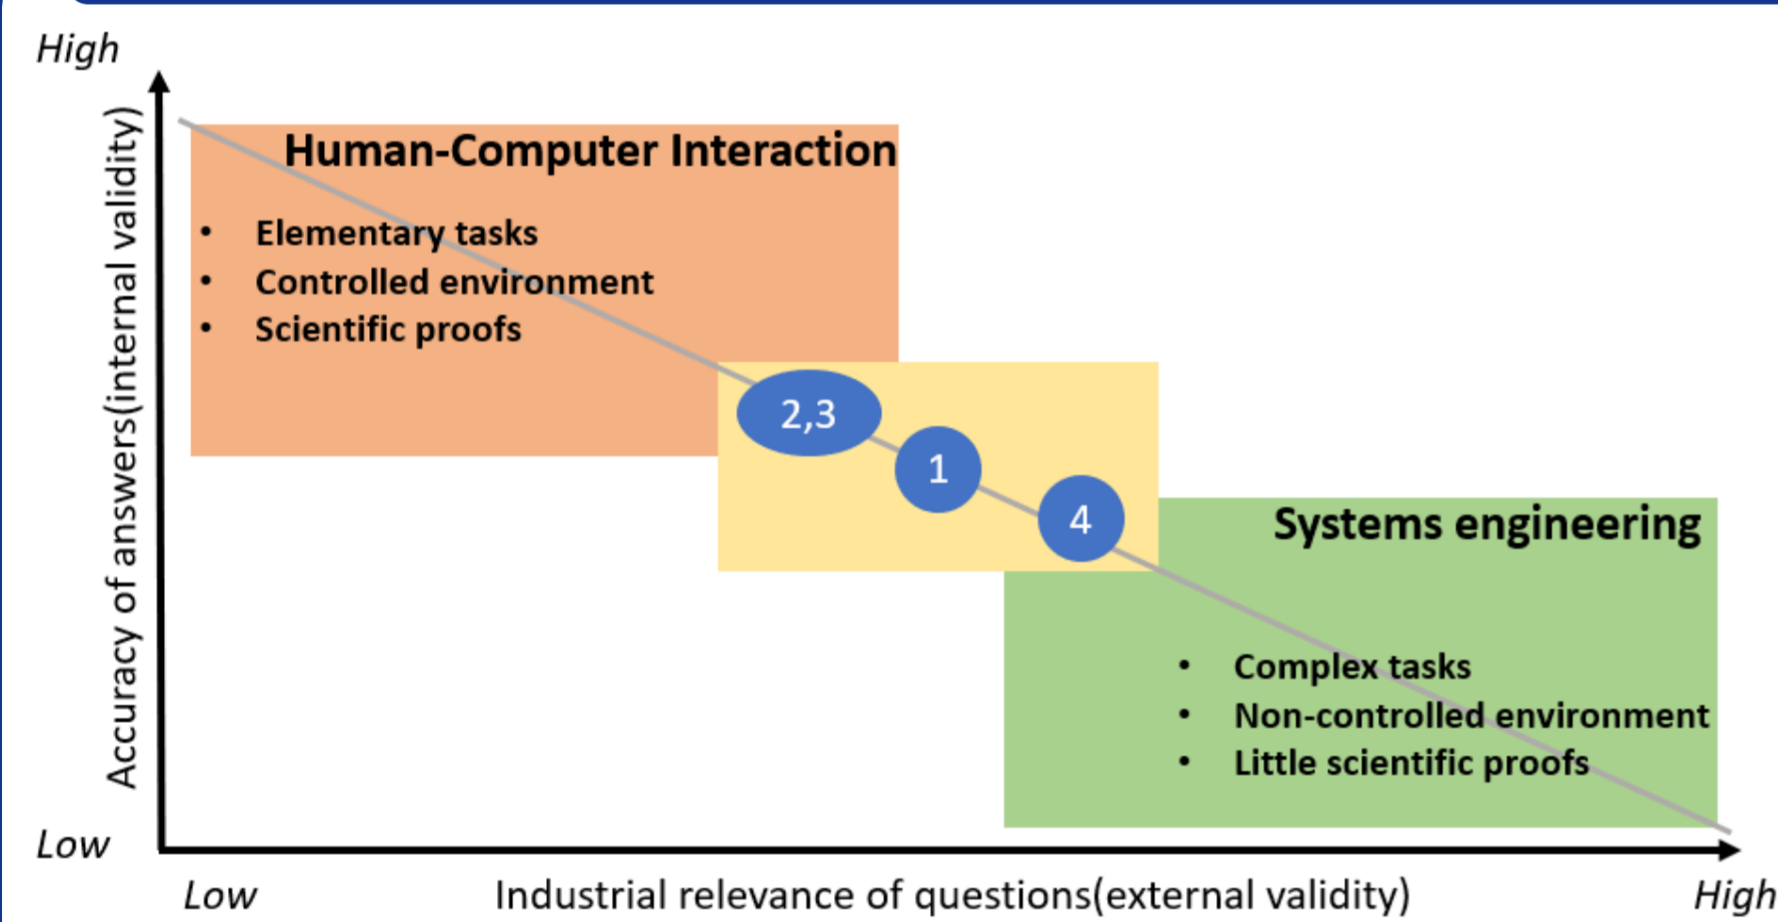 High
Accuracy of answers(internal validity)
Human-Computer Interaction
• Elementary tasks
• Controlled environment
• Scientific proofs
2,3
1
4
Systems engineering
• Complex tasks
• Non-controlled environment
• Little scientific proofs
Low
Low
Industrial relevance of questions(external validity)
High